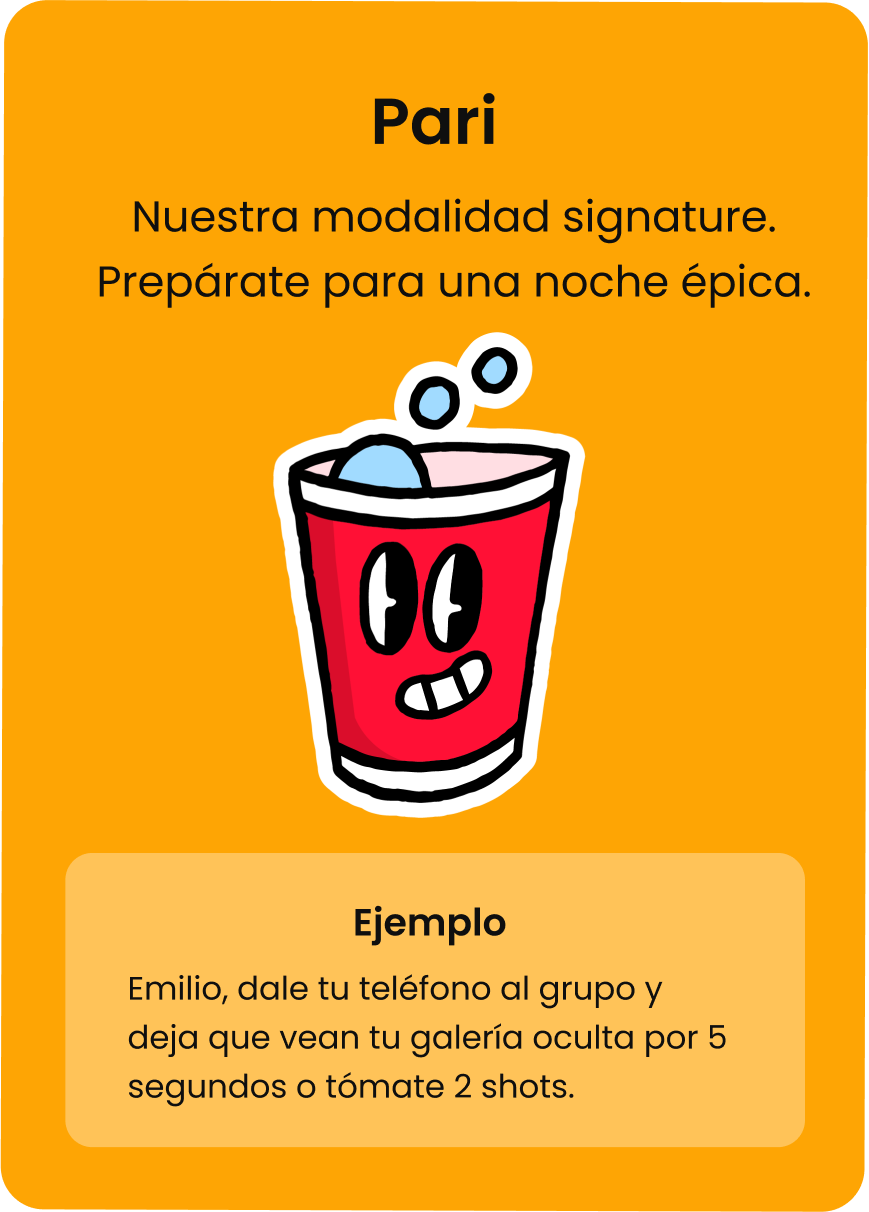 Pari
Nuestra modalidad signature.
Prepárate para una noche épica.
Ejemplo
Emilio, dale tu teléfono al grupo y
deja que vean tu galería oculta por 5
segundos o tómate 2 shots.